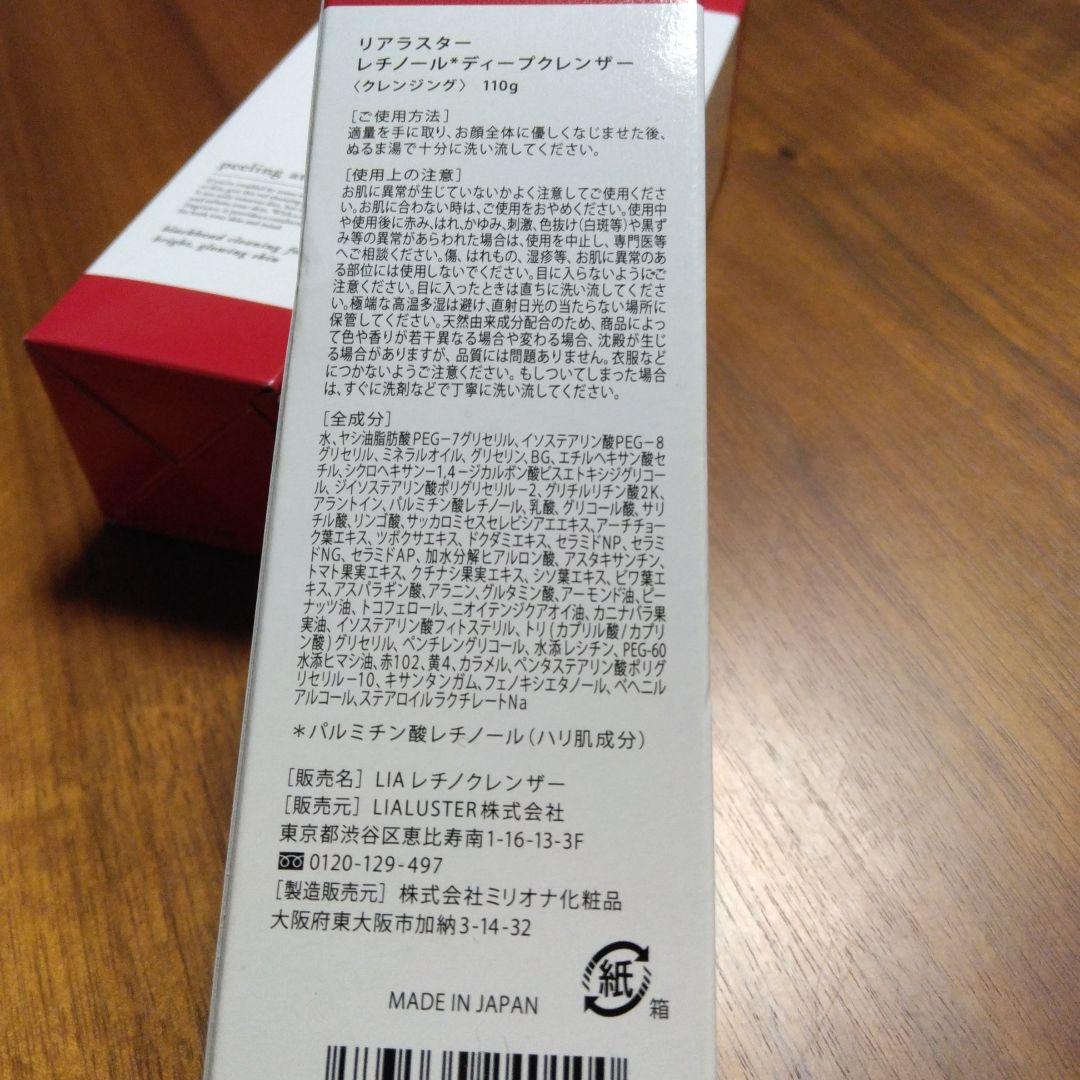 リアラスター
レチノール*ディープクレンザー
〈クレンジング〉 110g
[ご使用方法]
適量を手に取り、お顔全体に優しくなじませた後、
ぬるま湯で十分に洗い流してください。
[使用上の注意]
お肌に異常が生じていないかよく注意してご使用くださ
い。お肌に合わない時は、ご使用をおやめください。使用中
や使用後に赤み、はれ、かゆみ、刺激、色抜け(白斑等)や黒ず
み等の異常があらわれた場合は、使用を中止し、専門医等
へご相談ください。傷、はれもの、湿疹等、お肌に異常のあ
る部位には使用しないでください。目に入らないようにご
注意ください。目に入ったときは直ちに洗い流してくださ
い。極端な高温多湿は避け、直射日光の当たらない場所に
保管してください。天然由来成分配合のため、商品によっ
て色や香りが若干異なる場合や変わる場合、沈殿が生じ
る場合がありますが、品質には問題ありません。衣服など
につかないようご注意ください。もしついてしまった場合
は、すぐに洗剤などで丁寧に洗い流してください。
[全成分]
水、ヤシ油脂肪酸PEG-7グリセリル、イソステアリン酸PEG-8
グリセリル、ミネラルオイル、グリセリン、BG、エチルヘキサン酸セ
チル、シクロヘキサン-1,4-ジカルボン酸ビスエトキシジグリコー
ル、ジイソステアリン酸ポリグリセリル-2、グリチルリチン酸2K、
アラントイン、パルミチン酸レチノール、乳酸、グリコール酸、サリ
チル酸、リンゴ酸、サッカロミセスセレビシアエエキス、アーチチョー
ク葉エキス、ツボクサエキス、ドクダミエキス、セラミドNP、セラミ
ドNG、セラミドAP、加水分解ヒアルロン酸、アスタキサンチン、
トマト果実エキス、クチナシ果実エキス、シソ葉エキス、ビワ葉エ
キス、アスパラギン酸、アラニン、グルタミン酸、アーモンド油、ピー
ナッツ油、トコフェロール、ニオイテンジクアオイ油、カニナバラ果
実油、イソステアリン酸フィトステリル、トリ(カプリル酸/カプリ
ン酸)グリセリル、ペンチレングリコール、水添レシチン、PEG-60
水添ヒマシ油、赤102、黄4、カラメル、ペンタステアリン酸ポリグ
リセリル-10、キサンタンガム、フェノキシエタノール、ベヘニル
アルコール、ステアロイルラクチレートNa
*パルミチン酸レチノール(ハリ肌成分)
[販売名] LIAレチノクレンザー
[販売元] LIALUSTER株式会社
東京都渋谷区恵比寿南1-16-13-3F
0120-129-497
[製造販売元] 株式会社ミリオナ化粧品
大阪府東大阪市加納3-14-32
MADE IN JAPAN
紙
箱
peeling
blackhead cleaning
bright, glowing skin